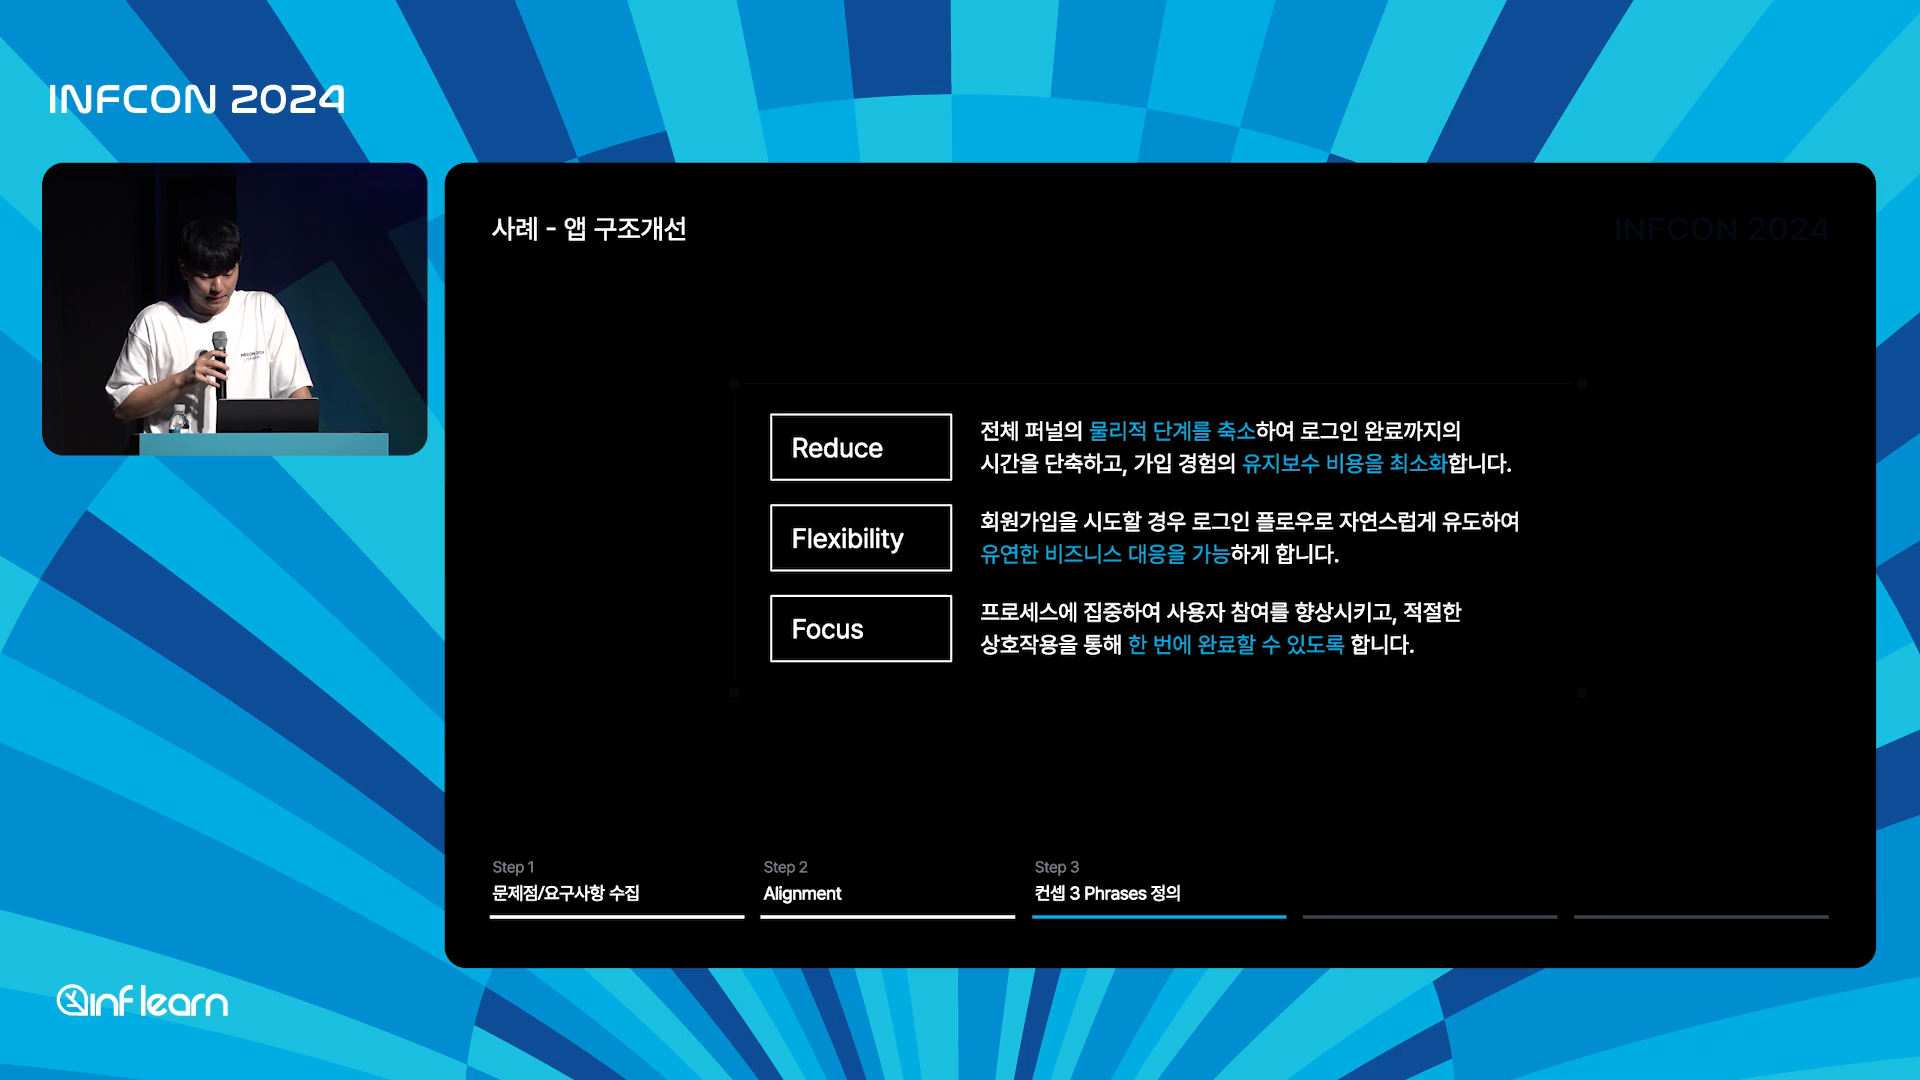 INFCON 2024
사례 - 앱 구조개선
INFCON 2024
Reduce
전체 퍼널의 물리적 단계를 축소하여 로그인 완료까지의
시간을 단축하고, 가입 경험의 유지보수 비용을 최소화합니다.
Flexibility
회원가입을 시도할 경우 로그인 플로우로 자연스럽게 유도하여
유연한 비즈니스 대응을 가능하게 합니다.
Focus
프로세스에 집중하여 사용자 참여를 향상시키고, 적절한
상호작용을 통해 한 번에 완료할 수 있도록 합니다.
Step 1
문제점/요구사항 수집
Step 2
Alignment
Step 3
컨셉 3 Phrases 정의
inflearn
INFCON 2024